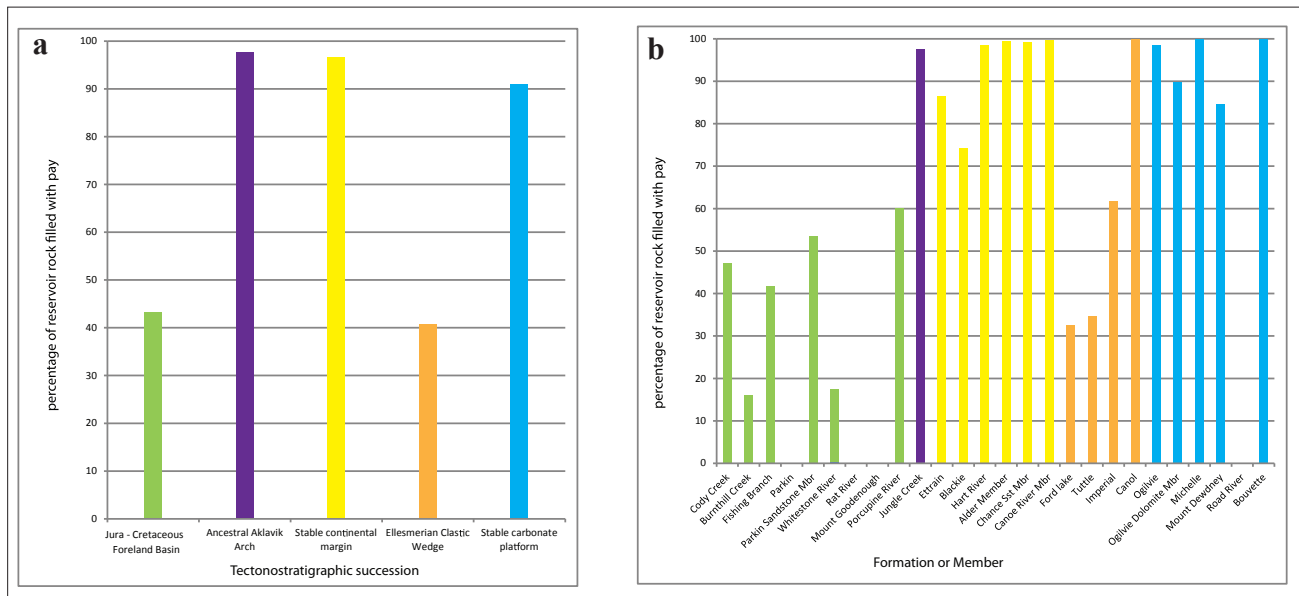 a
percentage of reservoir rock filled with pay
100
90
80
70
60
50
40
30
20
10
0
Jura - Cretaceous
Foreland Basin
Ancestral Aklavik
Arch
Stable continental
margin
Ellesmerian Clastic
Wedge
Stable carbonate
platform
Tectonostratigraphic succession
b
percentage of reservoir rock filled with pay
100
90
80
70
60
50
40
30
20
10
0
Cody Creek
Burnthill Creek
Fishing Branch
Parkin
Parkin Sandstone Mbr
Whitestone River
Rat River
Mount Goodenough
Porcupine River
Jungle Creek
Ettrain
Blackie
Hart River
Alder Member
Chance Sst Mbr
Canoe River Mbr
Ford lake
Tuttle
Imperial
Canol
Ogilvie
Ogilvie Dolomite Mbr
Michelle
Mount Dewdney
Road River
Bouvette
Formation or Member